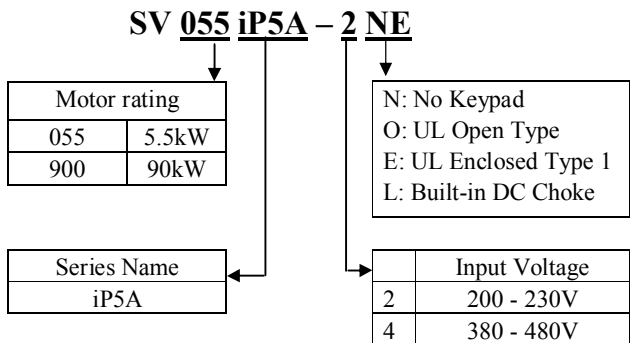 SV 055 iP5A – 2 NE
Motor rating
055 5.5kW
900 90kW
N: No Keypad
O: UL Open Type
E: UL Enclosed Type 1
L: Built-in DC Choke
Series Name
iP5A
Input Voltage
2 200 - 230V
4 380 - 480V